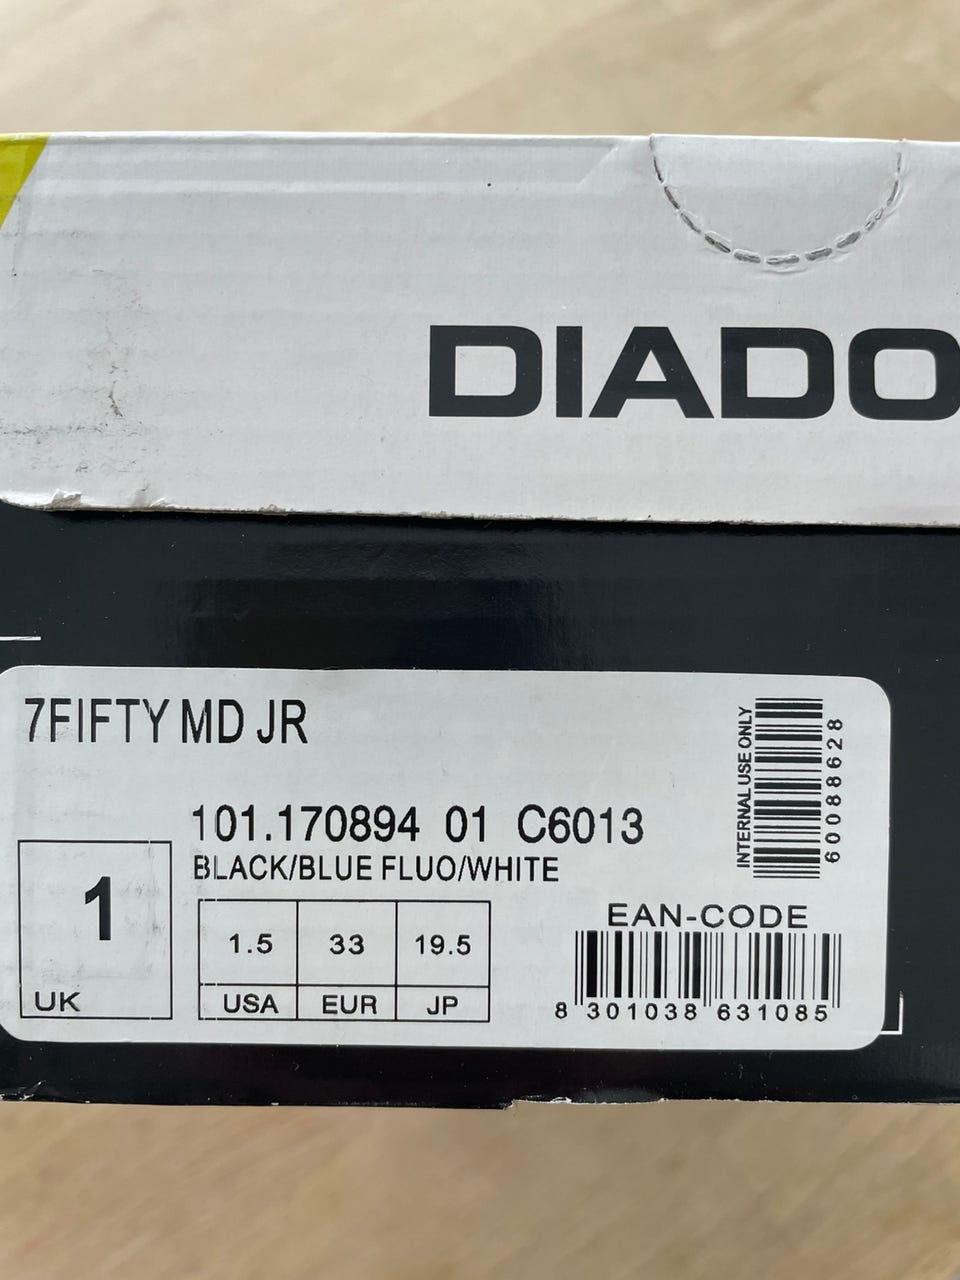 DIADO
7FIFTY MD JR
INTERNAL USE ONLY
60088628
101.170894 01 C6013
BLACK/BLUE FLUO/WHITE
1
UK
1.5 33 19.5
USA EUR JP
EAN-CODE
8 301038 631085